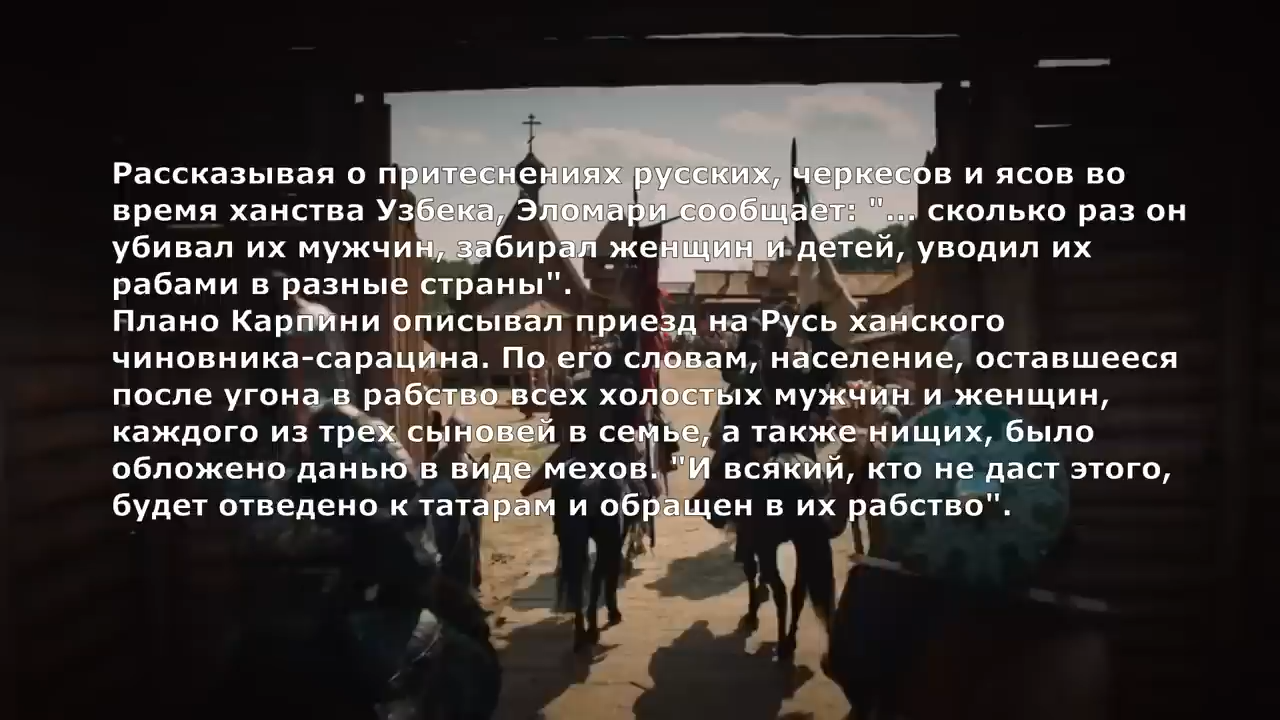 Рассказывая о притеснениях русских, черкесов и ясов во
время ханства Узбека, Эломари сообщает: "... сколько раз он
убивал их мужчин, забирал женщин и детей, уводил их
рабами в разные страны".
Плано Карпини описывал приезд на Русь ханского
чиновника-сарацина. По его словам, население, оставшееся
после угона в рабство всех холостых мужчин и женщин,
каждого из трех сыновей в семье, а также нищих, было
обложено данью в виде мехов. "И всякий, кто не даст этого,
будет отведено к татарам и обращен в их рабство".